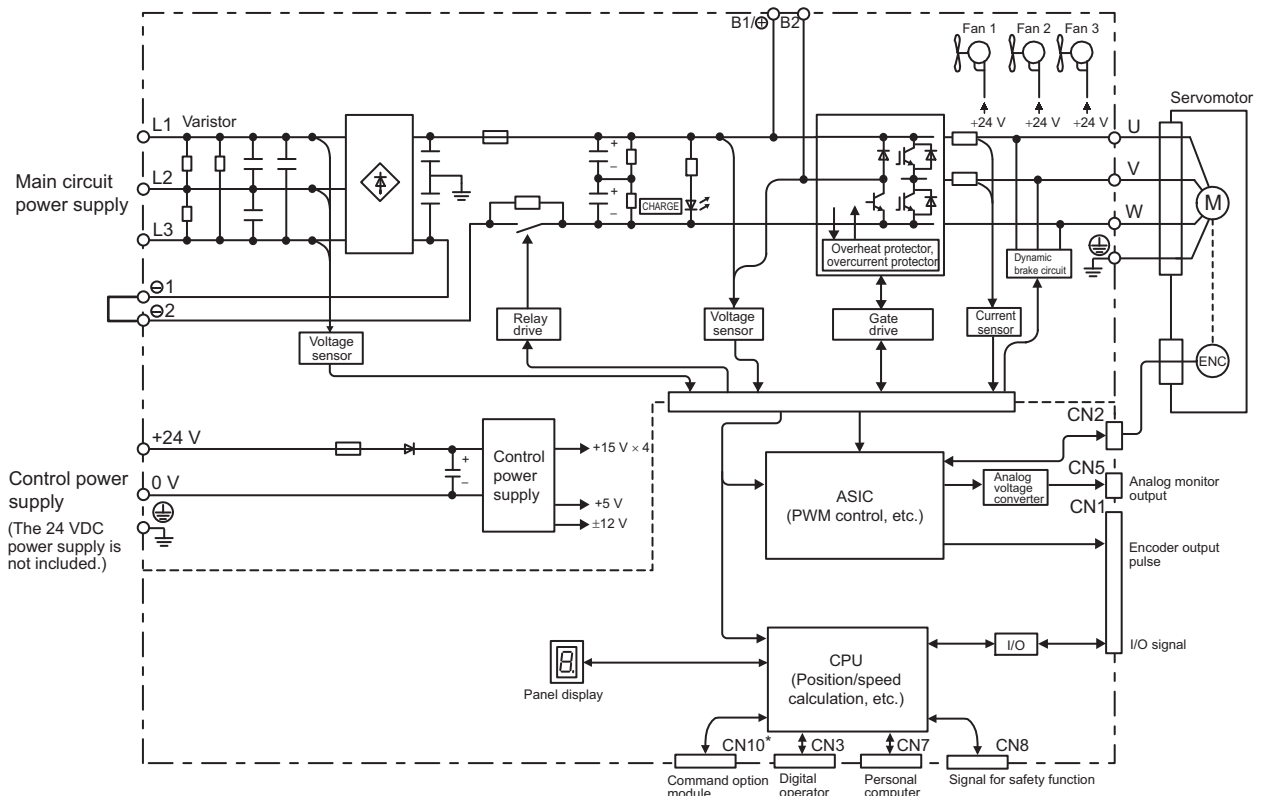 B1/⊕ B2
Fan 1 Fan 2 Fan 3
+24 V +24 V +24 V
Servomotor
L1
Varistor
U
L2
V
Main circuit
power supply
CHARGE
M
L3
W
Overheat protector,
overcurrent protector
Dynamic
brake circuit
⊖1
⊖2
Relay
drive
Voltage
sensor
Gate
drive
Current
sensor
Voltage
sensor
ENC
CN2
+24 V
+15 V × 4
Control
power
supply
+5 V
±12 V
0 V
Control power
supply
(The 24 VDC
power supply is
not included.)
ASIC
(PWM control, etc.)
Analog
voltage
converter
CN5
Analog monitor
output
CN1
Encoder output
pulse
CPU
(Position/speed
calculation, etc.)
I/O
I/O signal
8.
Panel display
CN10* CN3 CN7 CN8
Command option
module
Digital
operator
Personal
computer
Signal for safety function
+
–
+
–
+
–